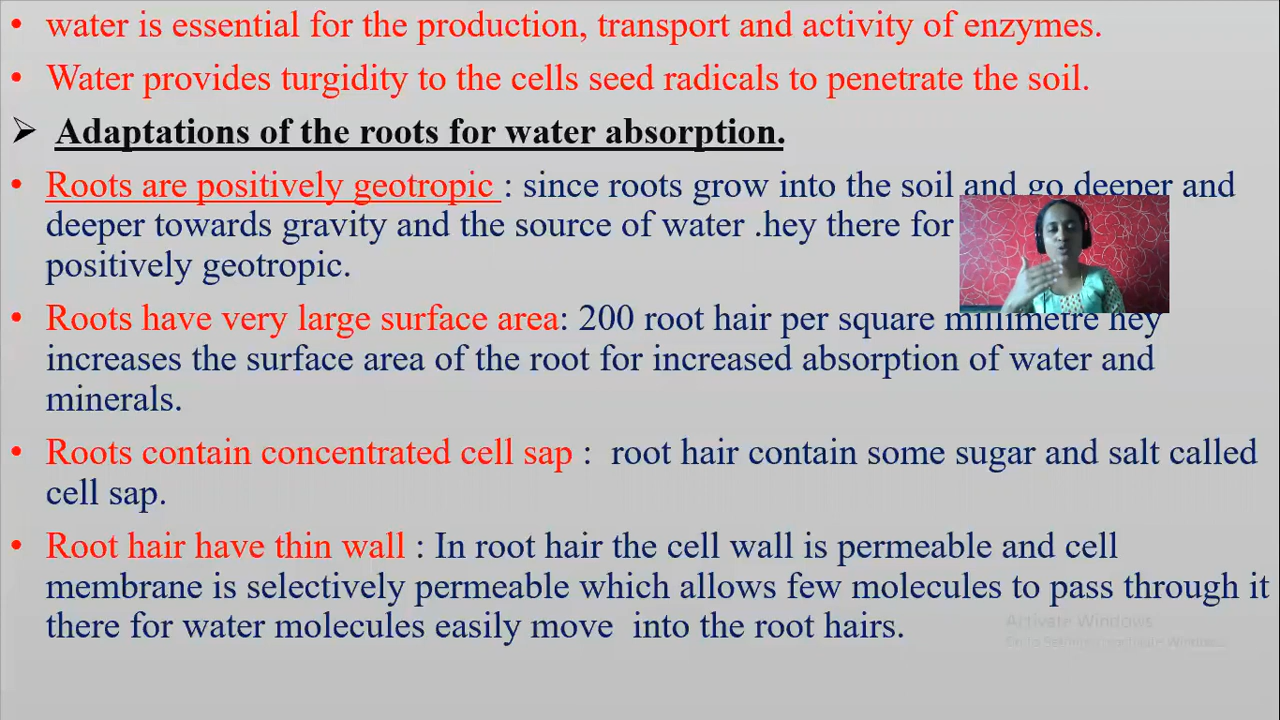 • water is essential for the production, transport and activity of enzymes.
• Water provides turgidity to the cells seed radicals to penetrate the soil.
➢ Adaptations of the roots for water absorption.
• Roots are positively geotropic : since roots grow into the soil and go deeper and
deeper towards gravity and the source of water .hey there for
positively geotropic.
• Roots have very large surface area: 200 root hair per square millimetre hey
increases the surface area of the root for increased absorption of water and
minerals.
• Roots contain concentrated cell sap : root hair contain some sugar and salt called
cell sap.
• Root hair have thin wall : In root hair the cell wall is permeable and cell
membrane is selectively permeable which allows few molecules to pass through it
there for water molecules easily move into the root hairs.
Activate Windows